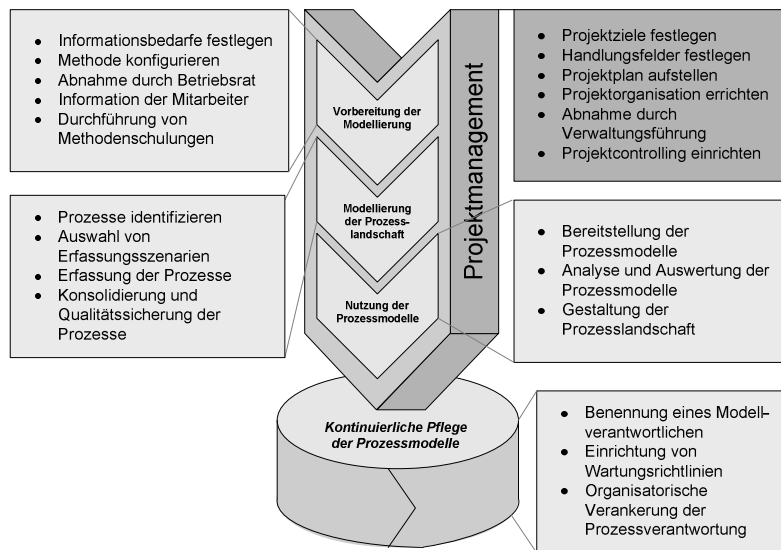 • Informationsbedarfe festlegen
• Methode konfigurieren
• Abnahme durch Betriebsrat
• Information der Mitarbeiter
• Durchführung von
Methodenschulungen
• Prozesse identifizieren
• Auswahl von
Erfassungsszenarien
• Erfassung der Prozesse
• Konsolidierung und
Qualitätssicherung der
Prozesse
Vorbereitung der
Modellierung
Modellierung
der Prozess-
landschaft
Nutzung der
Prozessmodelle
Projektmanagement
• Projektziele festlegen
• Handlungsfelder festlegen
• Projektplan aufstellen
• Projektorganisation errichten
• Abnahme durch
Verwaltungsführung
• Projektcontrolling einrichten
• Bereitstellung der
Prozessmodelle
• Analyse und Auswertung der
Prozessmodelle
• Gestaltung der
Prozesslandschaft
Kontinuierliche Pflege
der Prozessmodelle
• Benennung eines Modell-
verantwortlichen
• Einrichtung von
Wartungsrichtlinien
• Organisatorische
Verankerung der
Prozessverantwortung